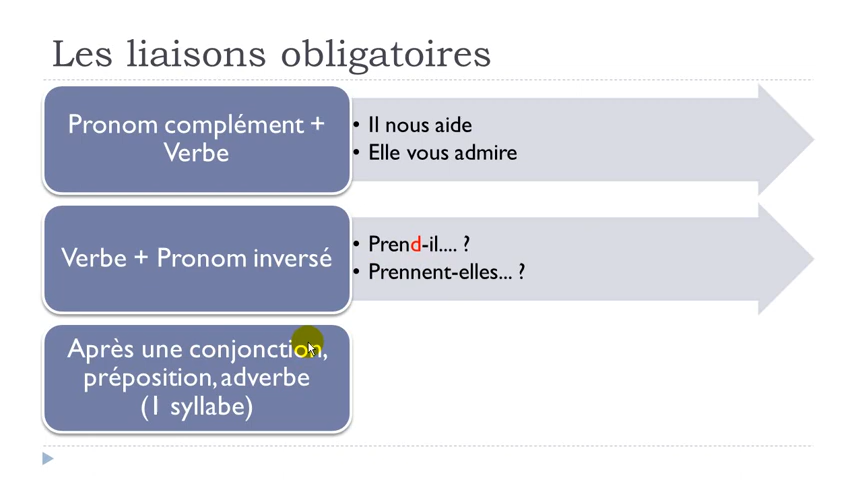 Les liaisons obligatoires
Pronom complément +
Verbe
• Il nous aide
• Elle vous admire
Verbe + Pronom inversé
• Prend-il.... ?
• Prennent-elles... ?
Après une conjonction,
préposition, adverbe
(1 syllabe)